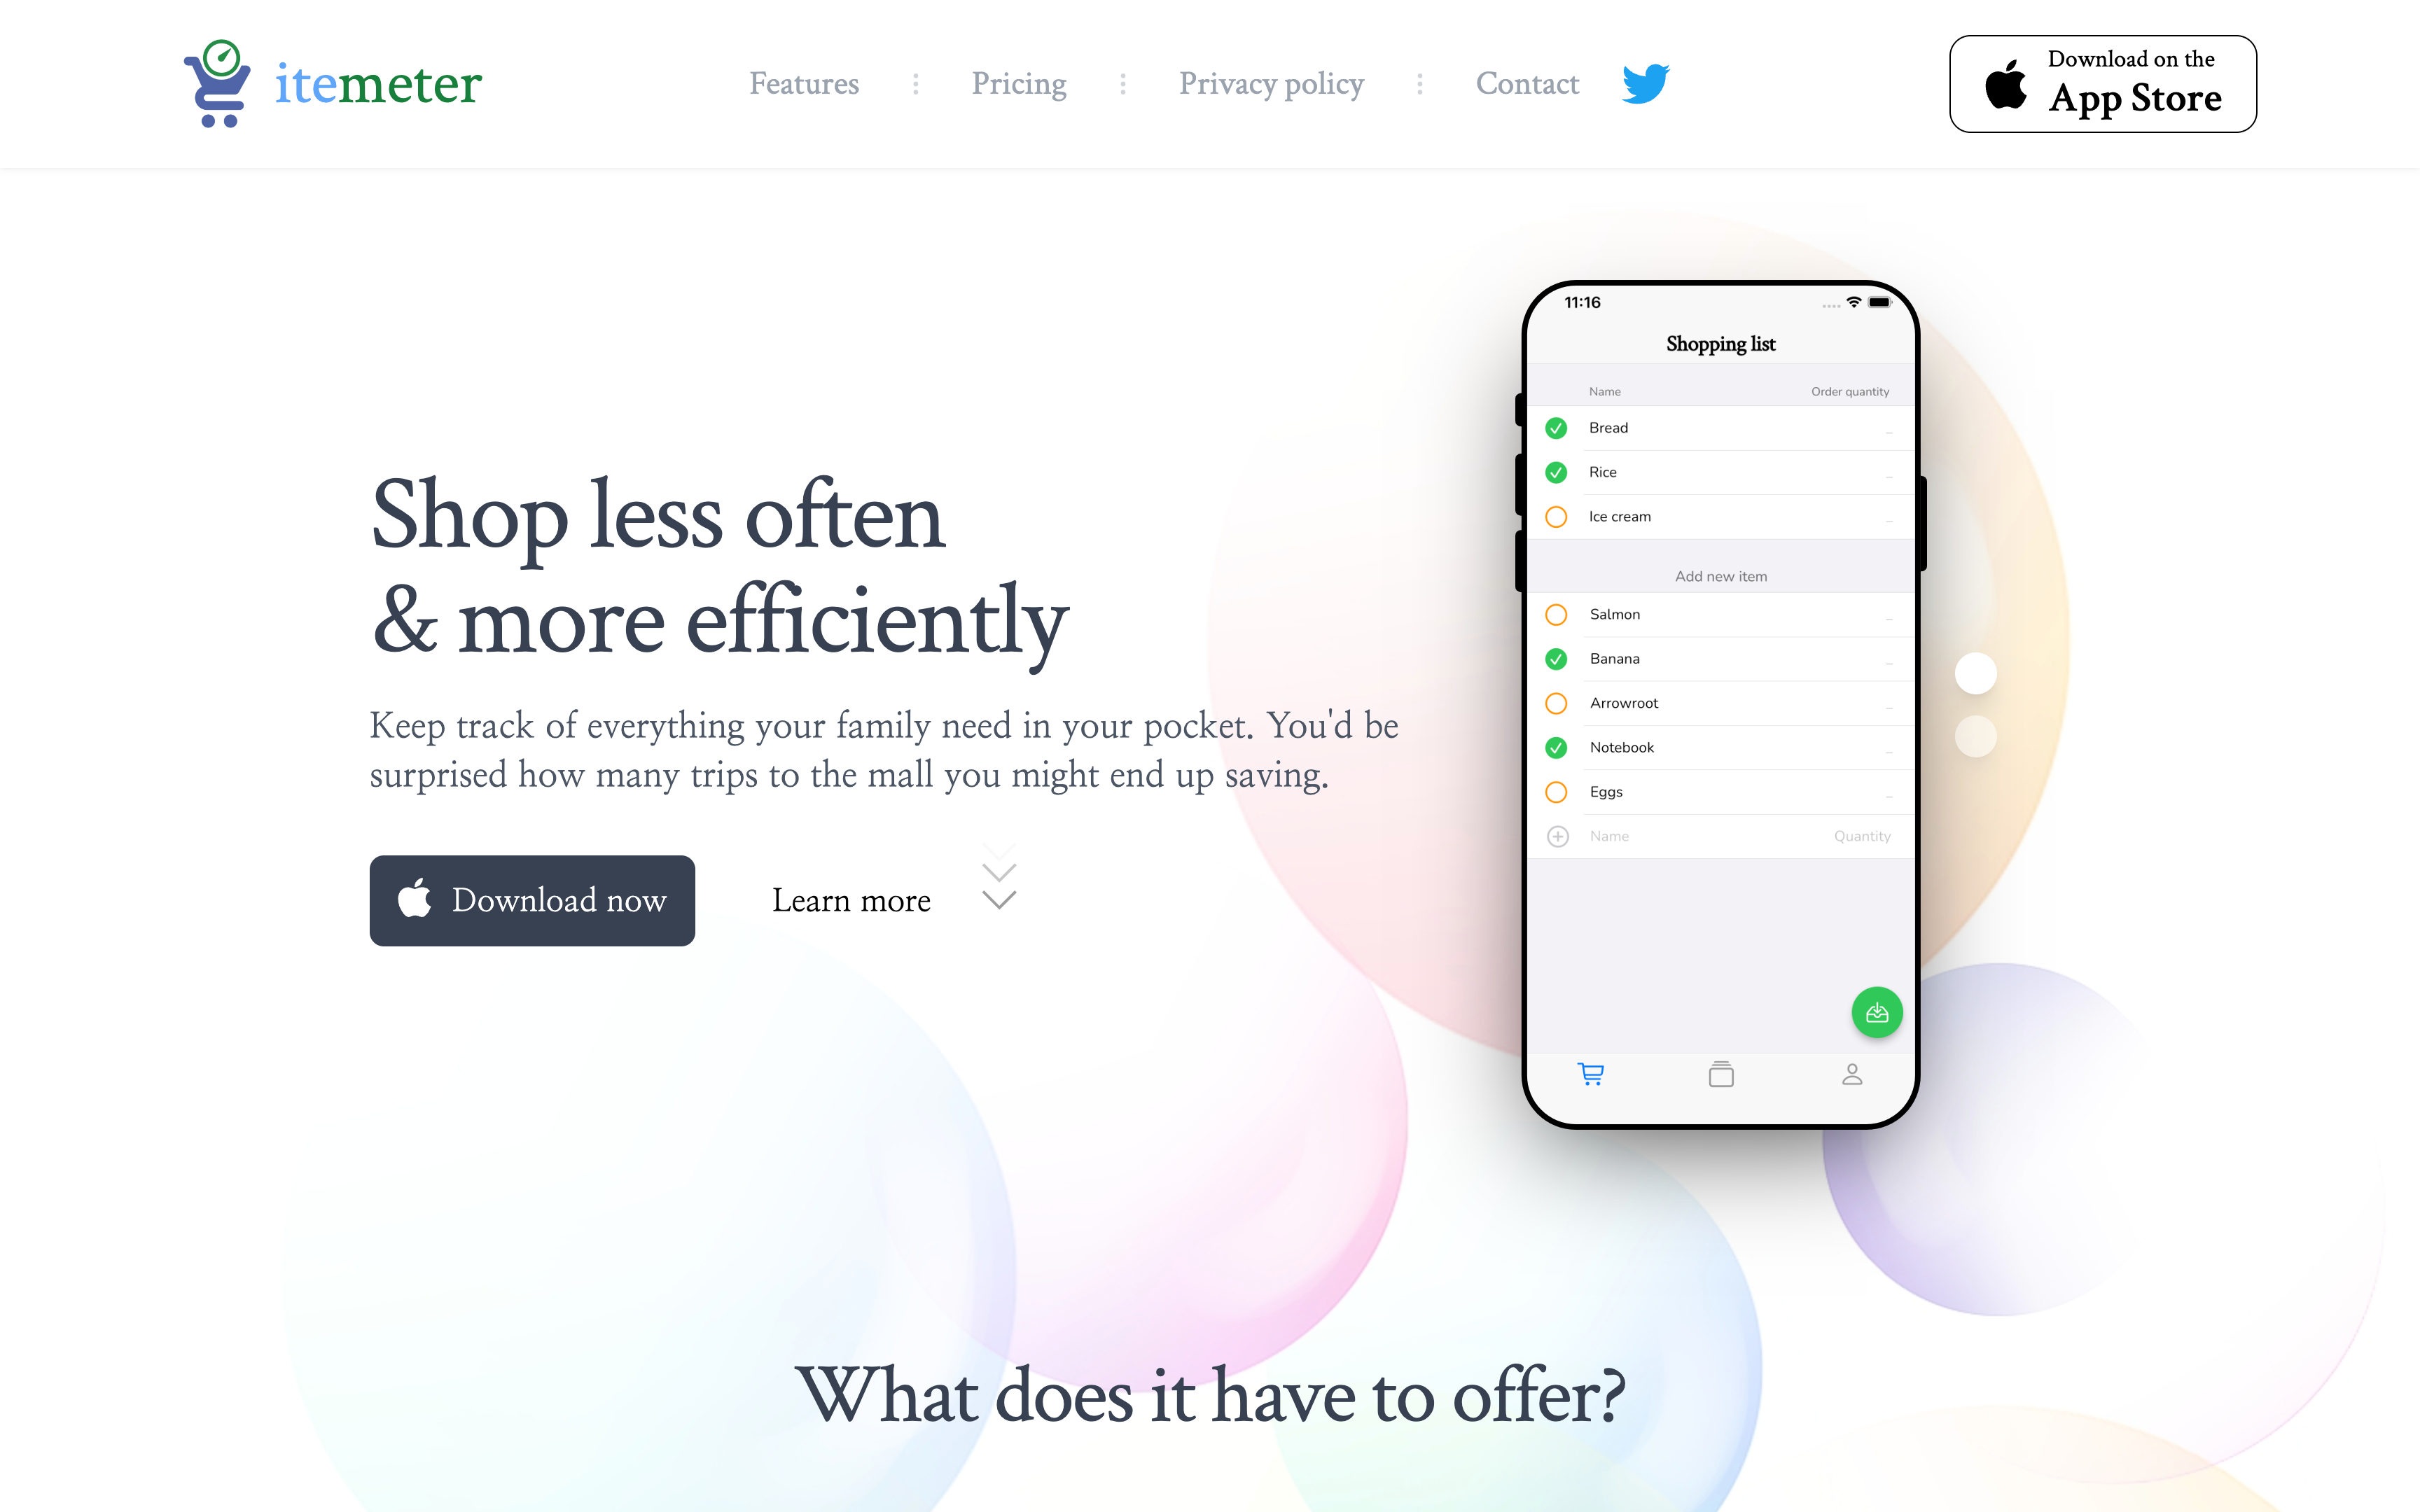 itemeter
Features
Pricing
Privacy policy
Contact
Download on the
App Store
Shop less often
& more efficiently
Keep track of everything your family need in your pocket. You'd be
surprised how many trips to the mall you might end up saving.
Download now
Learn more
11:16
Shopping list
Name Order quantity
Bread
Rice
Ice cream
Add new item
Salmon
Banana
Arrowroot
Notebook
Eggs
Name Quantity
What does it have to offer?